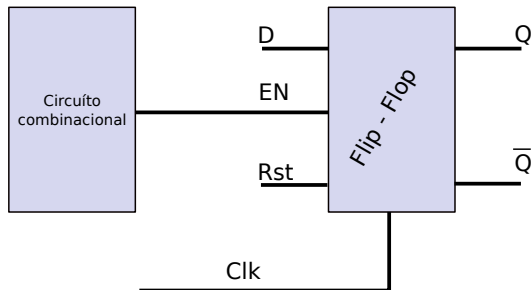 Circuíto
combinacional
D
EN
Rst
Clk
Flip - Flop
Q
Q̅